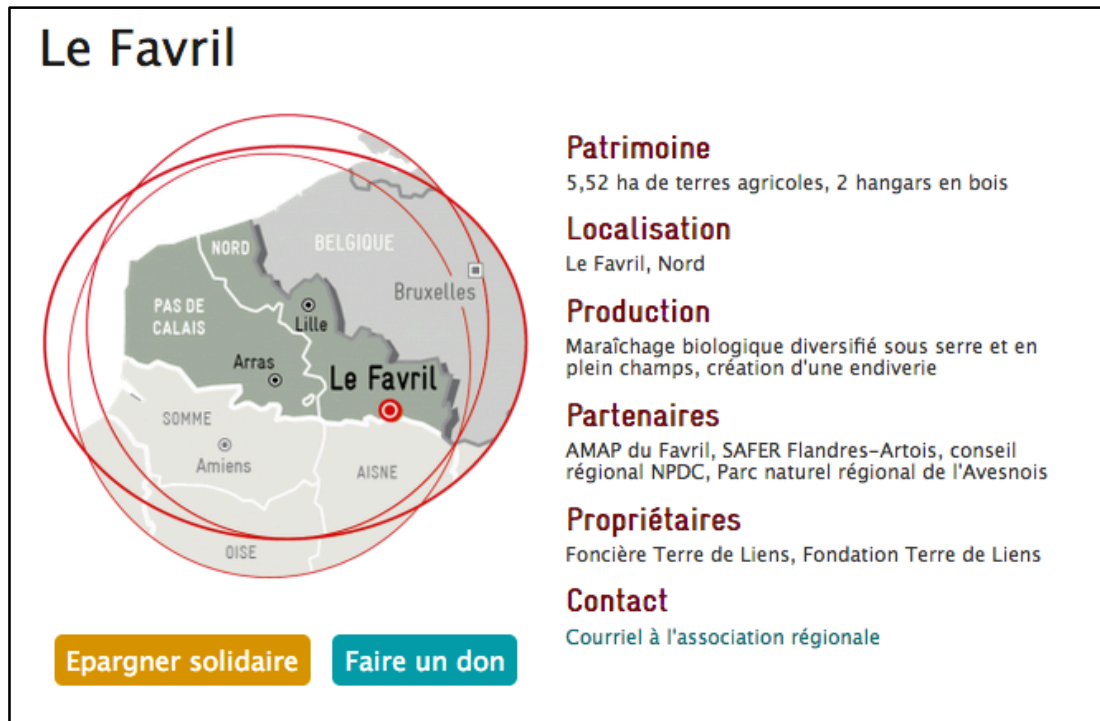 Le Favril
NORD
BELGIQUE
Bruxelles
PAS DE
CALAIS
Lille
Arras
Le Favril
SOMME
Amiens
AISNE
OISE
Epargner solidaire
Faire un don
Patrimoine
5,52 ha de terres agricoles, 2 hangars en bois
Localisation
Le Favril, Nord
Production
Maraîchage biologique diversifié sous serre et en
plein champs, création d'une endiverie
Partenaires
AMAP du Favril, SAFER Flandres-Artois, conseil
régional NPDC, Parc naturel régional de l'Avesnois
Propriétaires
Foncière Terre de Liens, Fondation Terre de Liens
Contact
Courriel à l'association régionale